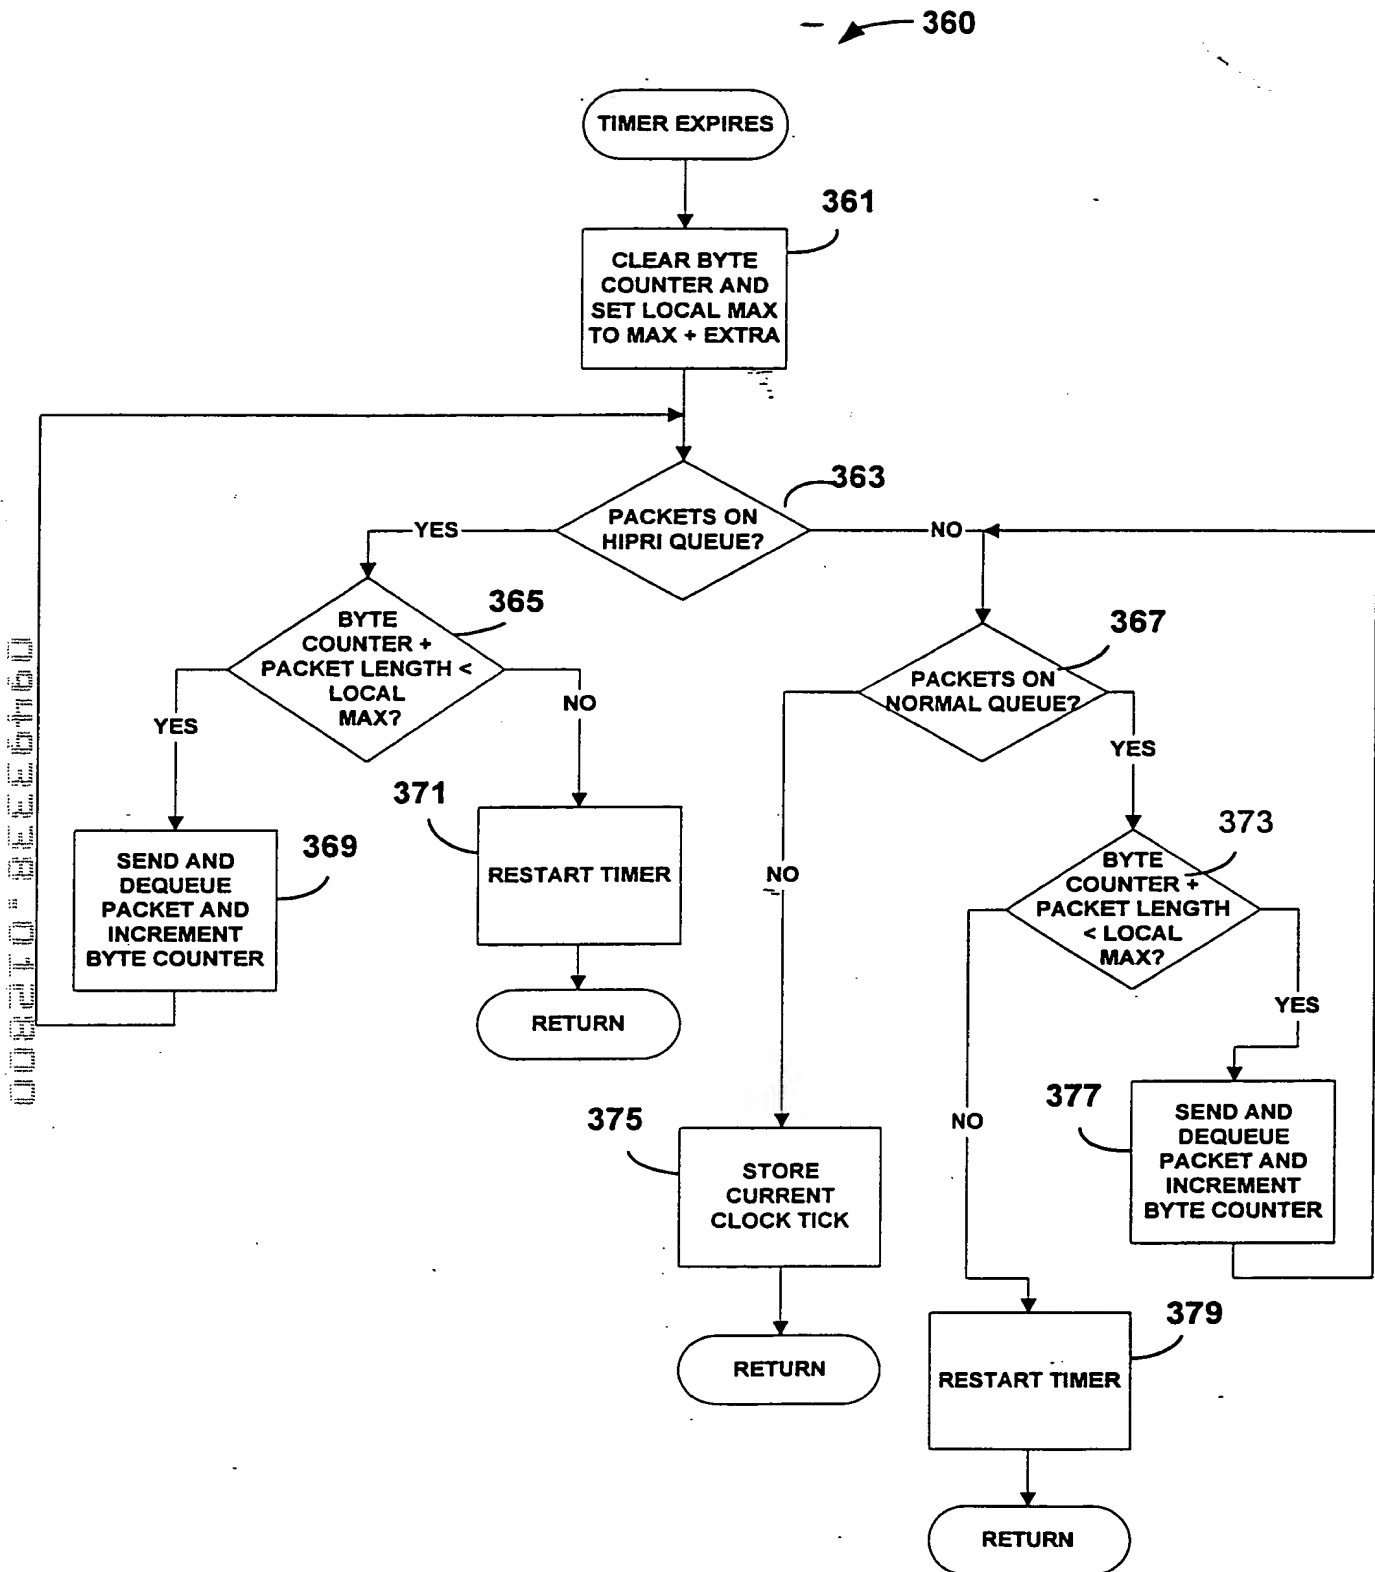 360
TIMER EXPIRES
361
CLEAR BYTE
COUNTER AND
SET LOCAL MAX
TO MAX + EXTRA
363
PACKETS ON
HIPRI QUEUE?
YES
NO
365
BYTE
COUNTER +
PACKET LENGTH <
LOCAL
MAX?
YES
NO
367
PACKETS ON
NORMAL QUEUE?
NO
YES
369
SEND AND
DEQUEUE
PACKET AND
INCREMENT
BYTE COUNTER
371
RESTART TIMER
RETURN
373
BYTE
COUNTER +
PACKET LENGTH
< LOCAL
MAX?
NO
YES
375
STORE
CURRENT
CLOCK TICK
RETURN
377
SEND AND
DEQUEUE
PACKET AND
INCREMENT
BYTE COUNTER
379
RESTART TIMER
RETURN
09493338.012800